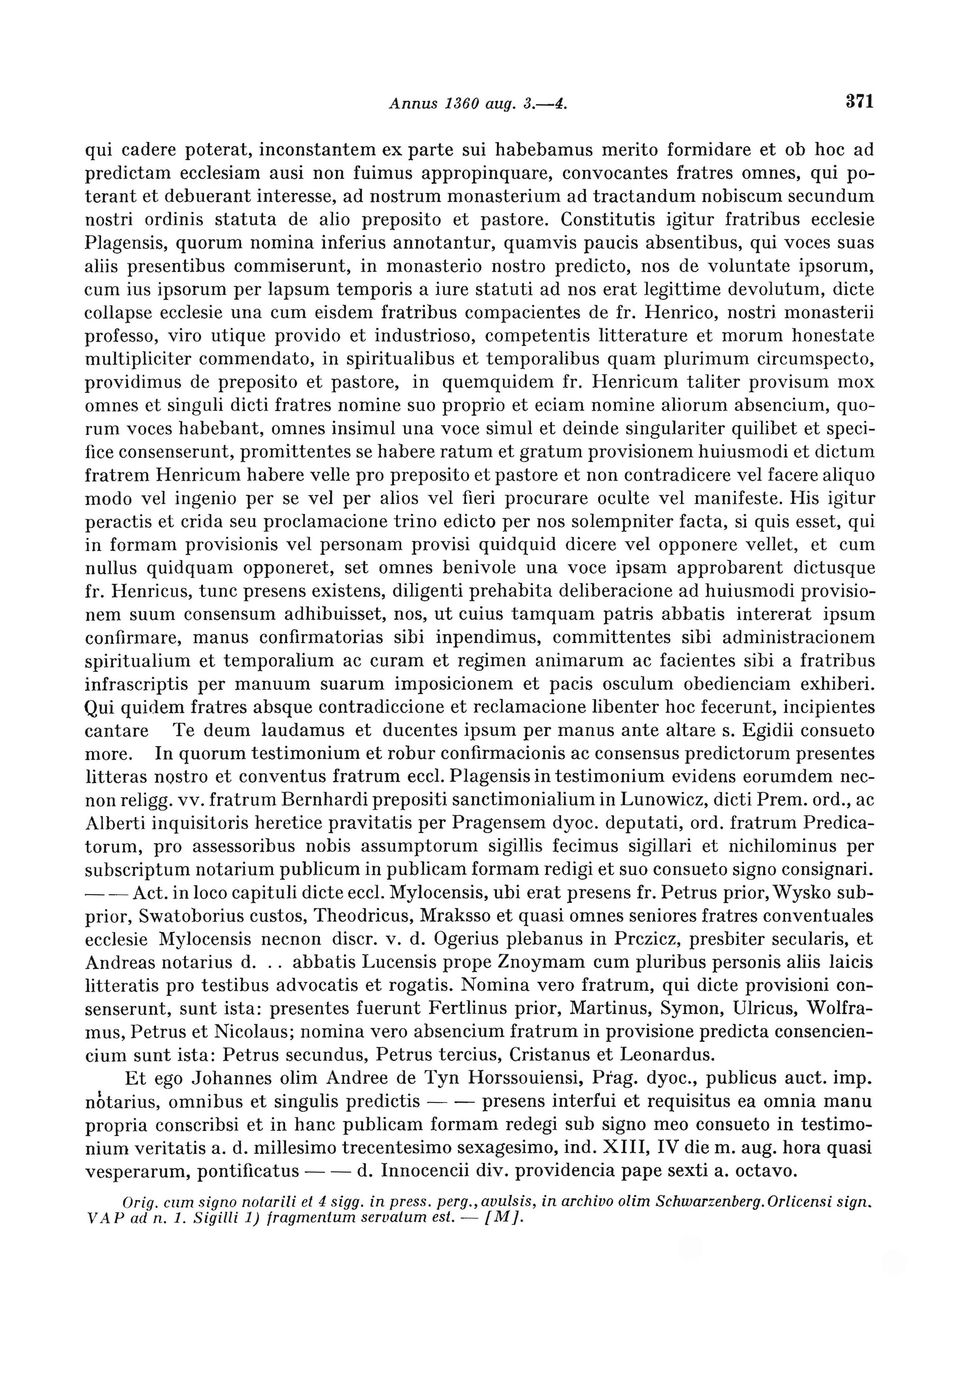 Annus 1360 aug. 3.—4. 371
qui cadere poterat, inconstantem ex parte sui habebamus merito formidare et ob hoc ad
predictam ecclesiam ausi non fuimus appropinquare, convocantes fratres omnes, qui po-
terant et debuerant interesse, ad nostrum monasterium ad tractandum nobiscum secundum
nostri ordinis statuta de alio preposito et pastore. Constitutis igitur fratribus ecclesie
Plagensis, quorum nomina inferius annotantur, quamvis paucis absentibus, qui voces suas
aliis presentibus commiserunt, in monasterio nostro predicto, nos de voluntate ipsorum,
cum ius ipsorum per lapsum temporis a iure statuti ad nos erat legittime devolutum, dicte
collapse ecclesie una cum eisdem fratribus compacientes de fr. Henrico, nostri monasterii
professo, viro utique provido et industrioso, competentis litterature et morum honestate
multipliciter commendato, in spiritualibus et temporalibus quam plurimum circumspecto,
providimus de preposito et pastore, in quemquidem fr. Henricum taliter provisum mox
omnes et singuli dicti fratres nomine suo proprio et eciam nomine aliorum absencium, quo-
rum voces habebant, omnes insimul una voce simul et deinde singulariter quilibet et speci-
fice consenserunt, promittentes se habere ratum et gratum provisionem huiusmodi et dictum
fratrem Henricum habere velle pro preposito et pastore et non contradicere vel facere aliquo
modo vel ingenio per se vel per alios vel fieri procurare oculte vel manifeste. His igitur
peractis et crida seu proclamacione trino edicto per nos solempniter facta, si quis esset, qui
in formam provisionis vel personam provisi quidquid dicere vel opponere vellet, et cum
nullus quidquam opponeret, set omnes benivole una voce ipsam approbarent dictusque
fr. Henricus, tunc presens existens, diligenti prehabita deliberacione ad huiusmodi provisio-
nem suum consensum adhibuisset, nos, ut cuius tamquam patris abbatis intererat ipsum
confirmare, manus confirmatorias sibi inpendimus, committentes sibi administracionem
spiritualium et temporalium ac curam et regimen animarum ac facientes sibi a fratribus
infrascriptis per manuum suarum imposicionem et pacis osculum obedienciam exhiberi.
Qui quidem fratres absque contradiccione et reclamacione libenter hoc fecerunt, incipientes
cantare Te deum laudamus et ducentes ipsum per manus ante altare s. Egidii consueto
more. In quorum testimonium et robur confirmacionis ac consensus predictorum presentes
litteras nostro et conventus fratrum eccl. Plagensis in testimonium evidens eorumdem nec-
non religg. vv. fratrum Bernhardi prepositi sanctimonialium in Lunowicz, dicti Prem. ord., ac
Alberti inquisitoris heretice pravitatis per Pragensem dyoc. deputati, ord. fratrum Predica-
torum, pro assessoribus nobis assumptorum sigillis fecimus sigillari et nichilominus per
subscriptum notarium publicum in publicam formam redigi et suo consueto signo consignari.
— — Act. in loco capituli dicte eccl. Mylocensis, ubi erat presens fr. Petrus prior, Wysko sub-
prior, Swatoborius custos, Theodricus, Mraksso et quasi omnes seniores fratres conventuales
ecclesie Mylocensis necnon discr. v. d. Ogerius plebanus in Prczicz, presbiter secularis, et
Andreas notarius d. . . abbatis Lucensis prope Znoymam cum pluribus personis aliis laicis
litteratis pro testibus advocatis et rogatis. Nomina vero fratrum, qui dicte provisioni con-
senserunt, sunt ista: presentes fuerunt Fertlinus prior, Martinus, Symon, Ulricus, Wolfra-
mus, Petrus et Nicolaus; nomina vero absencium fratrum in provisione predicta consencien-
cium sunt ista: Petrus secundus, Petrus tercius, Cristanus et Leonardus.
Et ego Johannes olim Andree de Tyn Horssouiensi, Prag. dyoc., publicus auct. imp.
notarius, omnibus et singulis predictis — — presens interfui et requisitus ea omnia manu
propria conscribsi et in hanc publicam formam redegi sub signo meo consueto in testimo-
nium veritatis a. d. millesimo trecentesimo sexagesimo, ind. XIII, IV die m. aug. hora quasi
vesperarum, pontificatus — — d. Innocencii div. providencia pape sexti a. octavo.
Orig. cum signo notarili et 4 sigg. in press. perg., avulsis, in archivo olim Schwarzenberg. Orlicensi sign.
VAP ad n. 1. Sigilli 1) fragmentum servatum est. — [M].